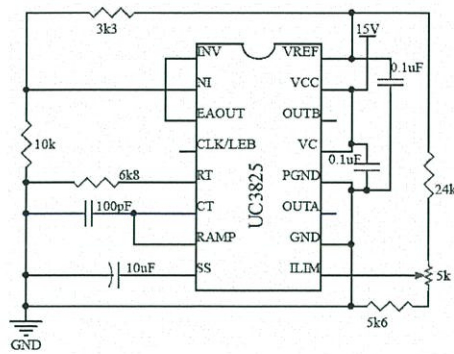 3k3
15V
INV
VREF
0.1uF
NI
VCC
EAOUT
OUTB
10k
CLK/LEB
VC
0.1uF
6k8
RT
PGND
24k
100pF
CT
OUTA
UC3825
RAMP
GND
10uF
SS
ILIM
5k
5k6
GND